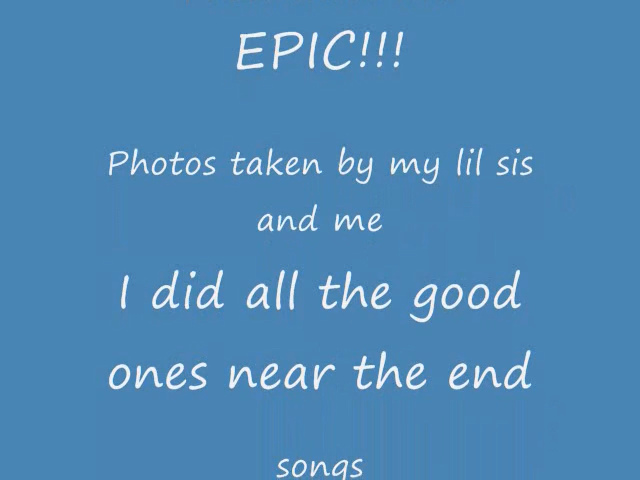 EPIC!!!
Photos taken by my lil sis
and me
I did all the good
ones near the end
songs